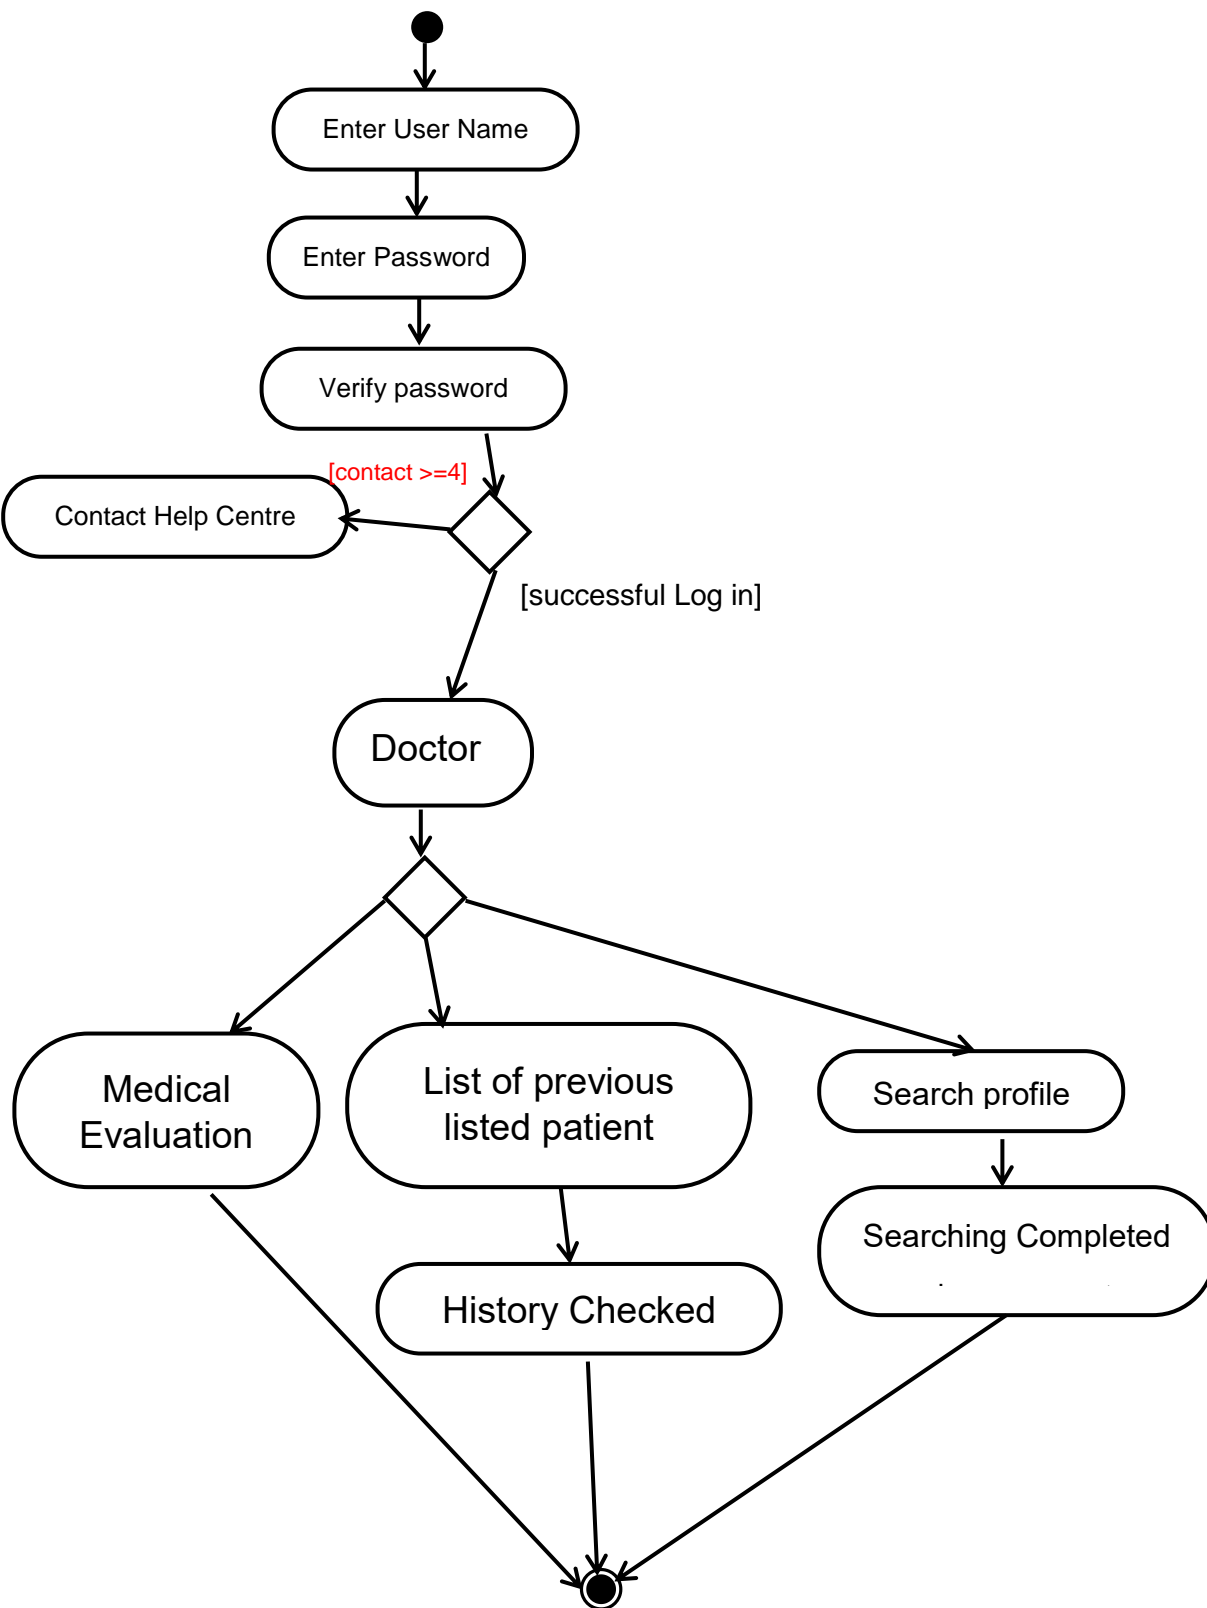 Enter User Name
Enter Password
Verify password
[contact >=4]
Contact Help Centre
[successful Log in]
Doctor
Medical
Evaluation
List of previous
listed patient
Search profile
Searching Completed
History Checked